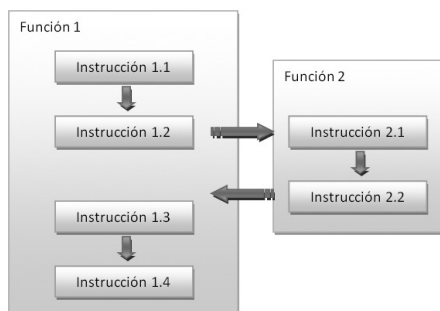 Función 1
Instrucción 1.1
Instrucción 1.2
Instrucción 1.3
Instrucción 1.4
Función 2
Instrucción 2.1
Instrucción 2.2